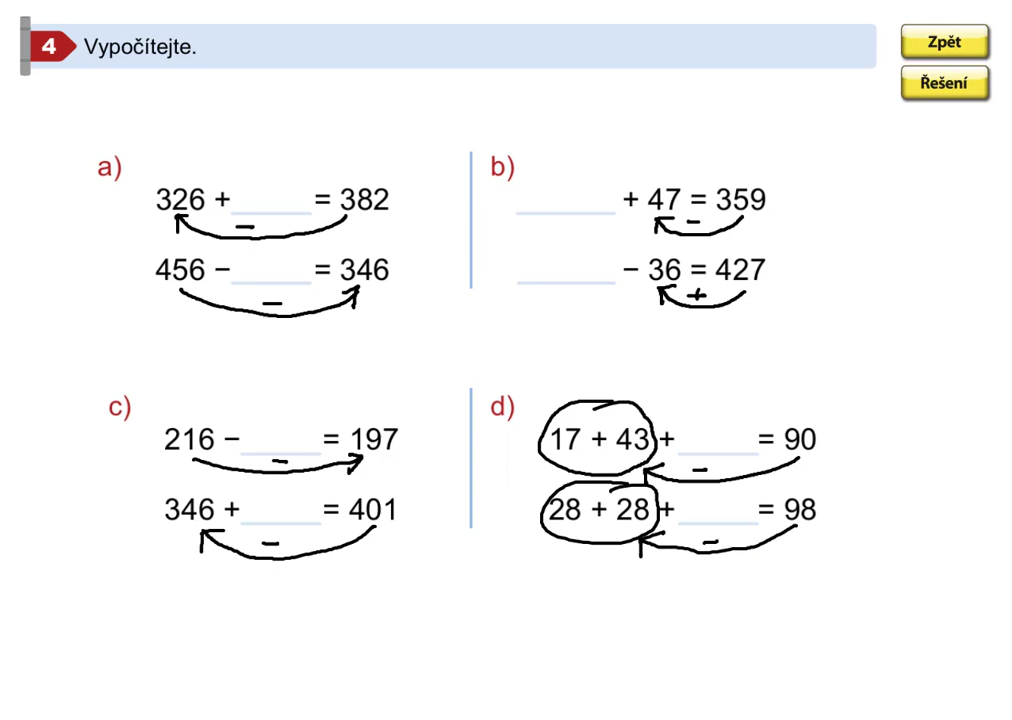 4 Vypočítejte.
Zpět
Řešení
a)
326 + ____ = 382
−
456 − ____ = 346
−
b)
____ + 47 = 359
−
____ − 36 = 427
+
c)
216 − ____ = 197
−
346 + ____ = 401
−
d)
17 + 43 + ____ = 90
−
28 + 28 + ____ = 98
−